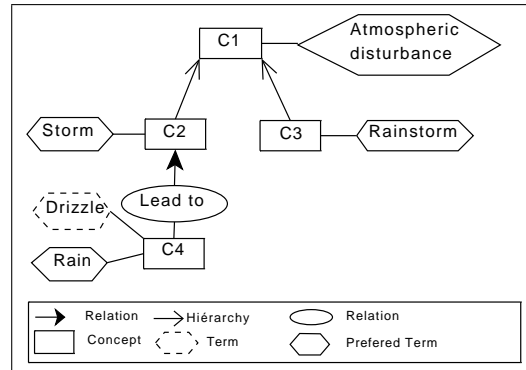 C1
Atmospheric
disturbance
Storm
C2
C3
Rainstorm
Lead to
Drizzle
Rain
C4
Relation
Hiérarchy
Relation
Concept
Term
Prefered Term